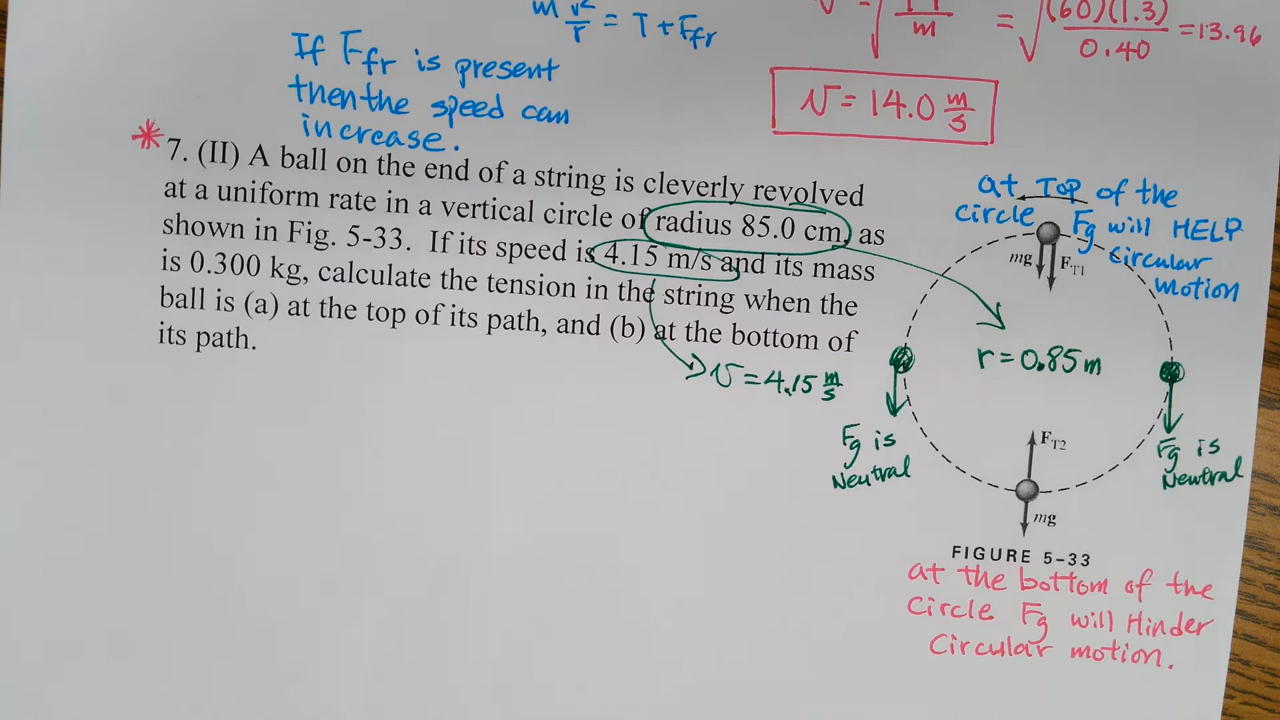 m v²/r = T + Ffr
= √(60)(1.3)/0.40 = 13.96
m
If Ffr is present
then the speed can
increase.
v = 14.0 m/s
* 7. (II) A ball on the end of a string is cleverly revolved
at a uniform rate in a vertical circle of radius 85.0 cm, as
shown in Fig. 5-33. If its speed is 4.15 m/s and its mass
is 0.300 kg, calculate the tension in the string when the
ball is (a) at the top of its path, and (b) at the bottom of
its path.
v = 4.15 m/s
at TOP of the
circle Fg will HELP
circular
motion
mg
FT1
r = 0.85 m
Fg is
Neutral
Fg is
Neutral
FT2
mg
FIGURE 5-33
at the bottom of the
circle Fg will Hinder
circular motion.